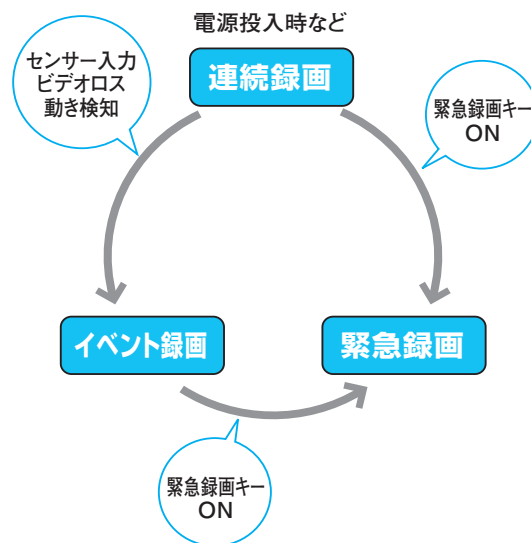 電源投入時など
連続録画
センサー入力
ビデオロス
動き検知
緊急録画キー
ON
イベント録画
緊急録画
緊急録画キー
ON